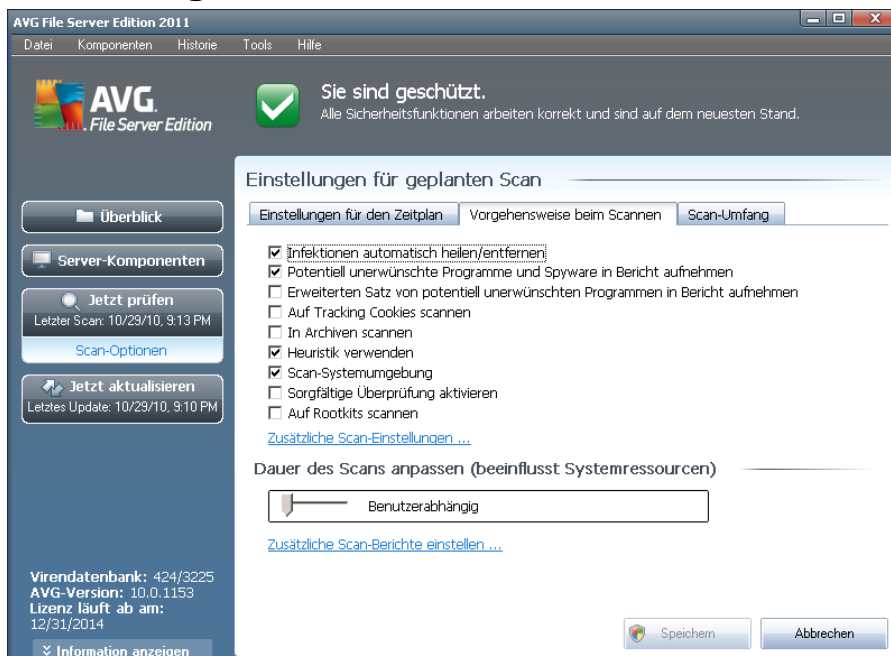 AVG File Server Edition 2011
Datei Komponenten Historie Tools Hilfe
AVG.
File Server Edition
Sie sind geschützt.
Alle Sicherheitsfunktionen arbeiten korrekt und sind auf dem neuesten Stand.
Überblick
Server-Komponenten
Jetzt prüfen
Letzter Scan: 10/29/10, 9:13 PM
Scan-Optionen
Jetzt aktualisieren
Letztes Update: 10/29/10, 9:10 PM
Virendatenbank: 424/3225
AVG-Version: 10.0.1153
Lizenz läuft ab am:
12/31/2014
Information anzeigen
Einstellungen für geplanten Scan
Einstellungen für den Zeitplan Vorgehensweise beim Scannen Scan-Umfang
Infektionen automatisch heilen/entfernen
Potentiell unerwünschte Programme und Spyware in Bericht aufnehmen
Erweiterten Satz von potentiell unerwünschten Programmen in Bericht aufnehmen
Auf Tracking Cookies scannen
In Archiven scannen
Heuristik verwenden
Scan-Systemumgebung
Sorgfältige Überprüfung aktivieren
Auf Rootkits scannen
Zusätzliche Scan-Einstellungen ...
Dauer des Scans anpassen (beeinflusst Systemressourcen)
Benutzerabhängig
Zusätzliche Scan-Berichte einstellen ...
Speichern Abbrechen